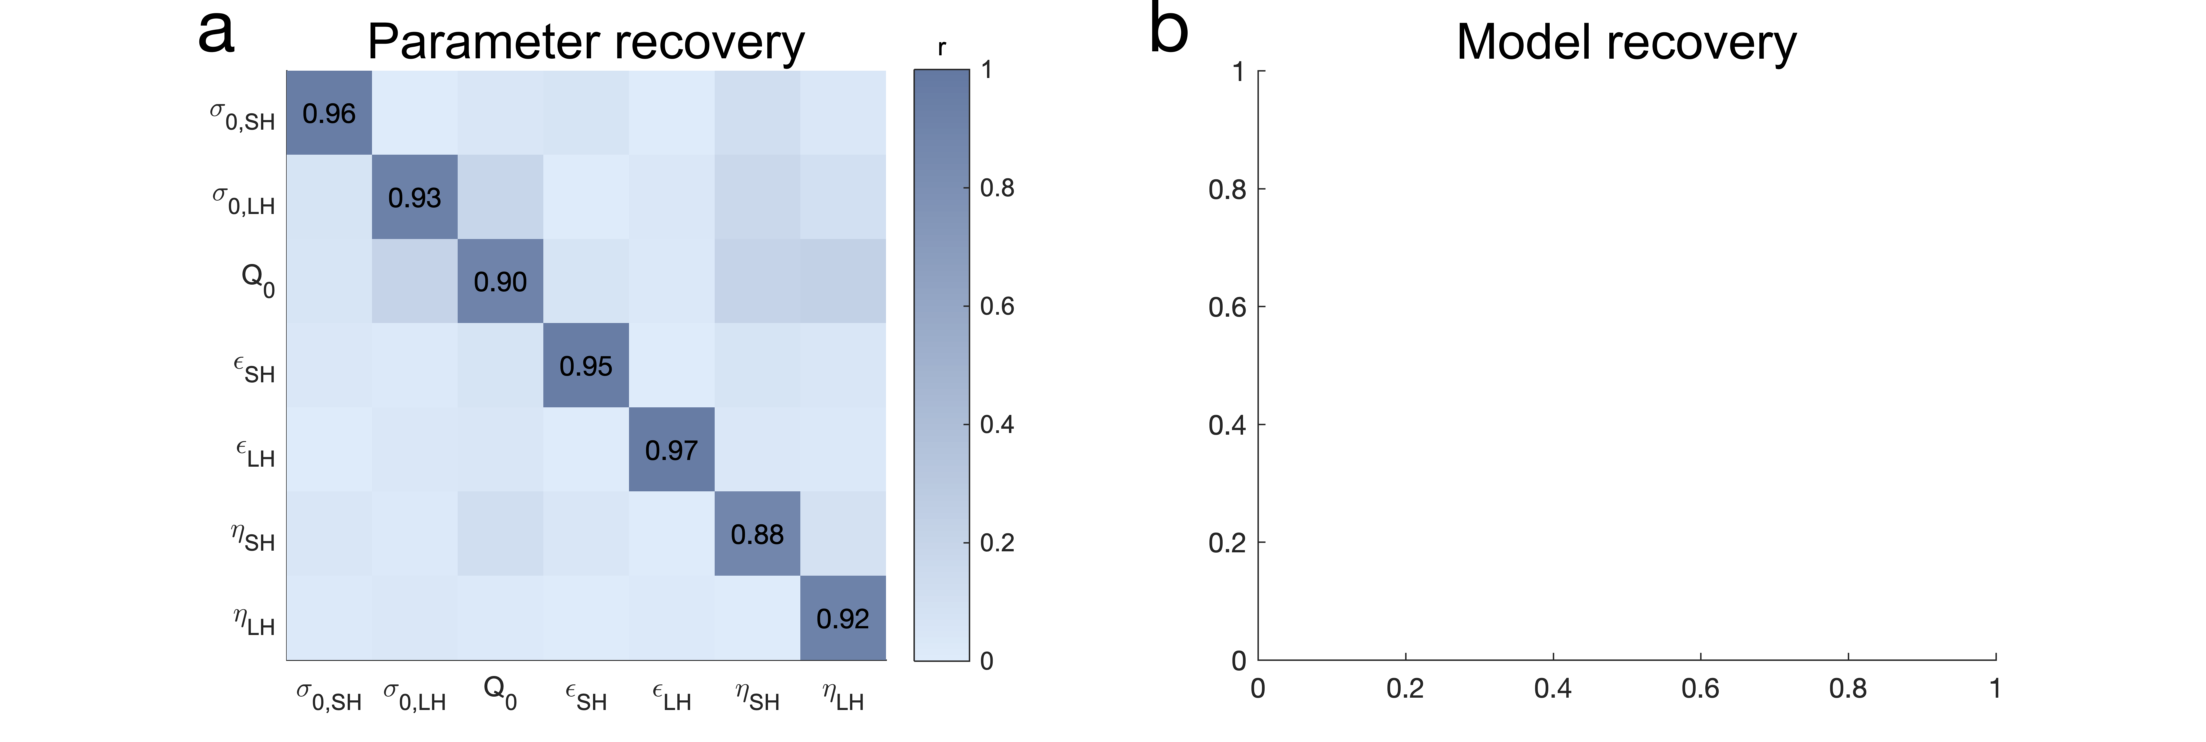 a
Parameter recovery
r
σ0,SH
σ0,LH
Q0
ϵSH
ϵLH
ηSH
ηLH
0.96
0.93
0.90
0.95
0.97
0.88
0.92
σ0,SH σ0,LH Q0 ϵSH ϵLH ηSH ηLH
1
0.8
0.6
0.4
0.2
0
b
Model recovery
1
0.8
0.6
0.4
0.2
0
0 0.2 0.4 0.6 0.8 1